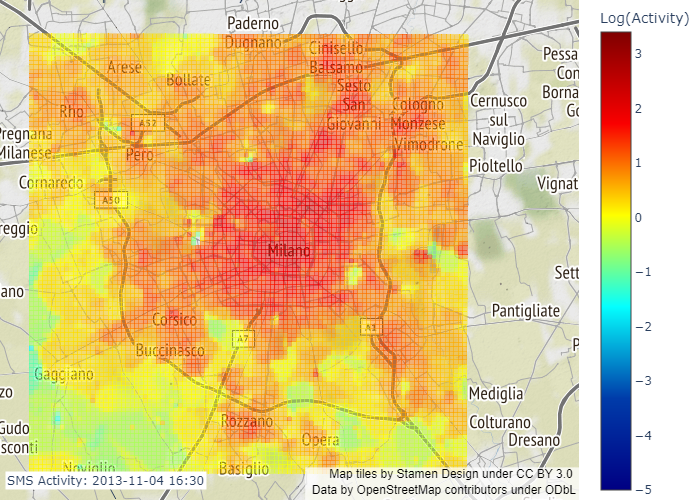 Paderno
Dugnano
Cinisello
Balsamo
Arese
Bollate
Sesto
San
Giovanni
Rho
Cologno
Monzese
Vimodrone
A52
Pero
Pregnana
Milanese
Cornaredo
A50
reggio
ano
Milano
Cernusco
sul
Naviglio
Pioltello
Pessa
Con
Borna
Go
Vignat
Sett
Pantigliate
P
Corsico
A7
A1
Buccinasco
Gaggiano
zo
Gudo
sconti
Rozzano
Opera
Noviglio
Basiglio
Mediglia
Colturano
Dresano
SMS Activity: 2013-11-04 16:30
Map tiles by Stamen Design under CC BY 3.0
Data by OpenStreetMap contributors under ODbL
Log(Activity)
3
2
1
0
−1
−2
−3
−4
−5